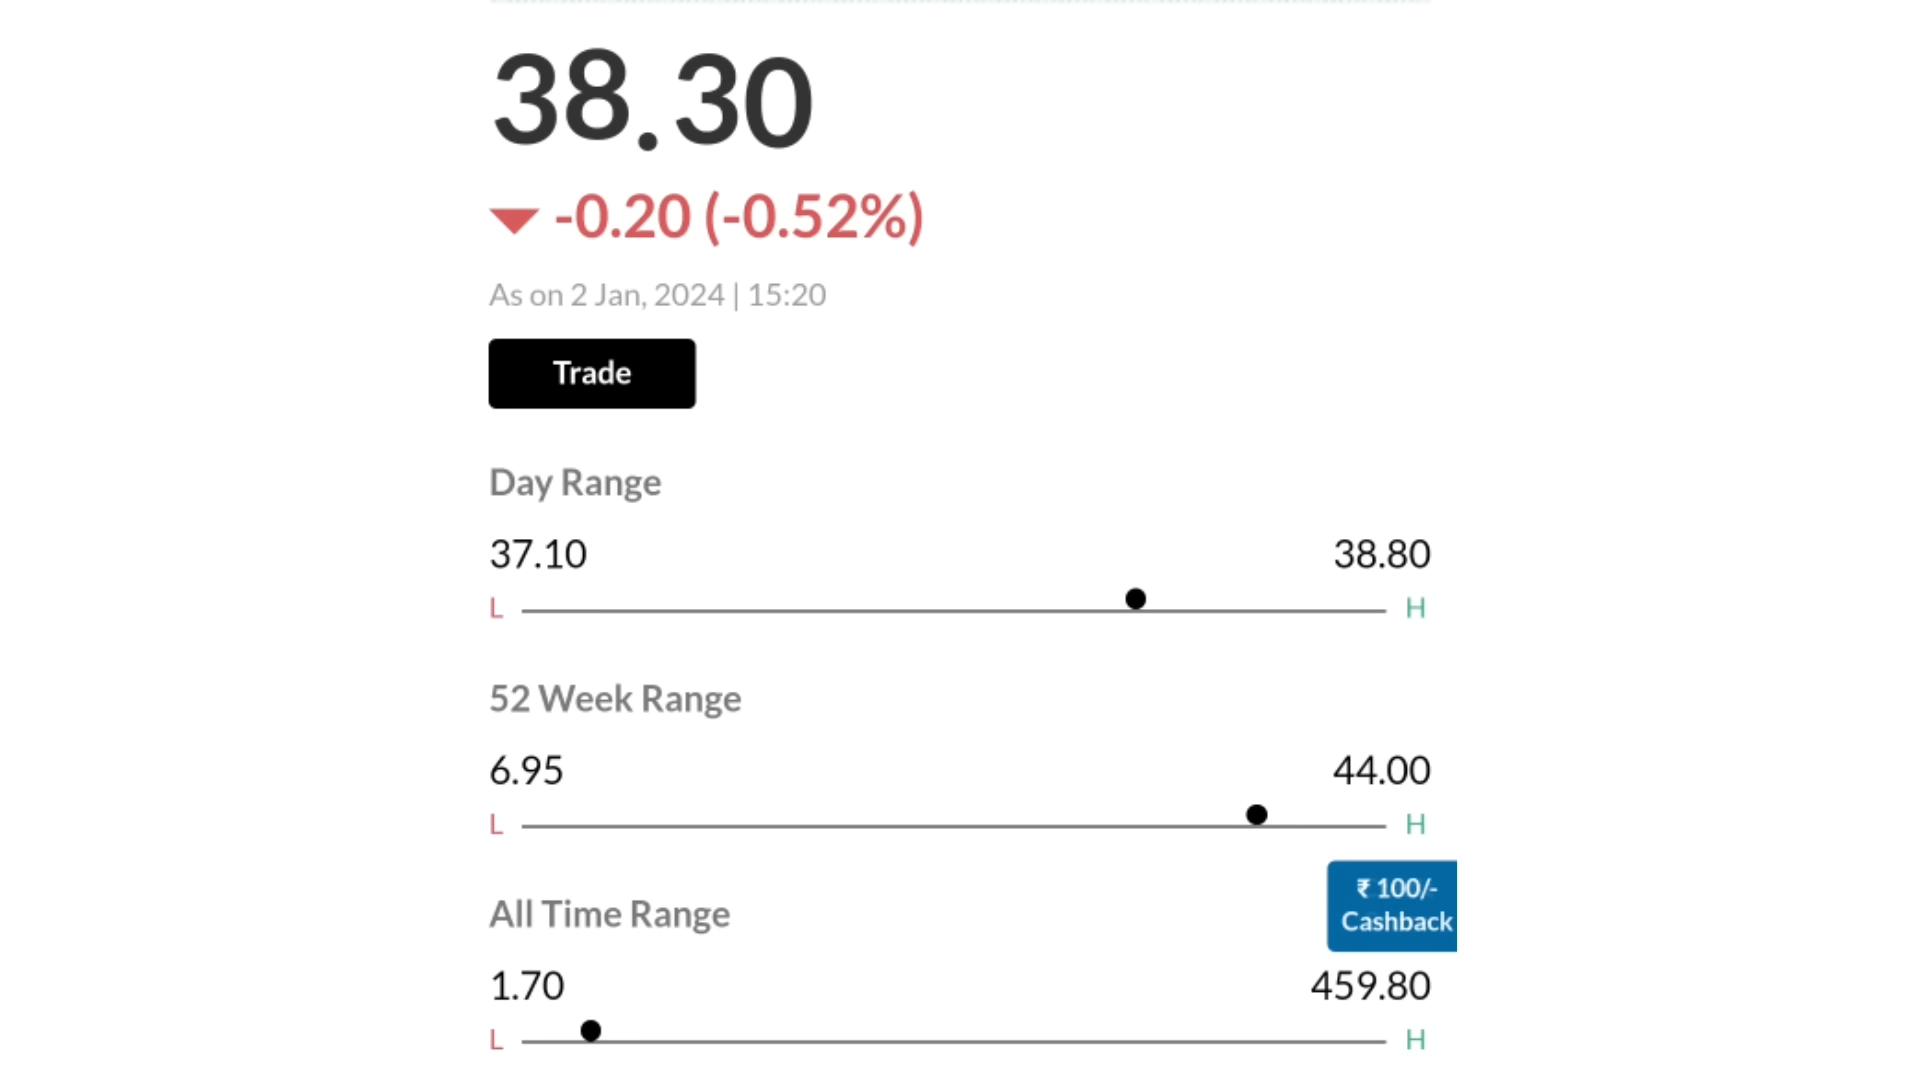 38.30
-0.20 (-0.52%)
As on 2 Jan, 2024 | 15:20
Trade
Day Range
37.10 38.80
L H
52 Week Range
6.95 44.00
L H
₹ 100/-
Cashback
All Time Range
1.70 459.80
L H